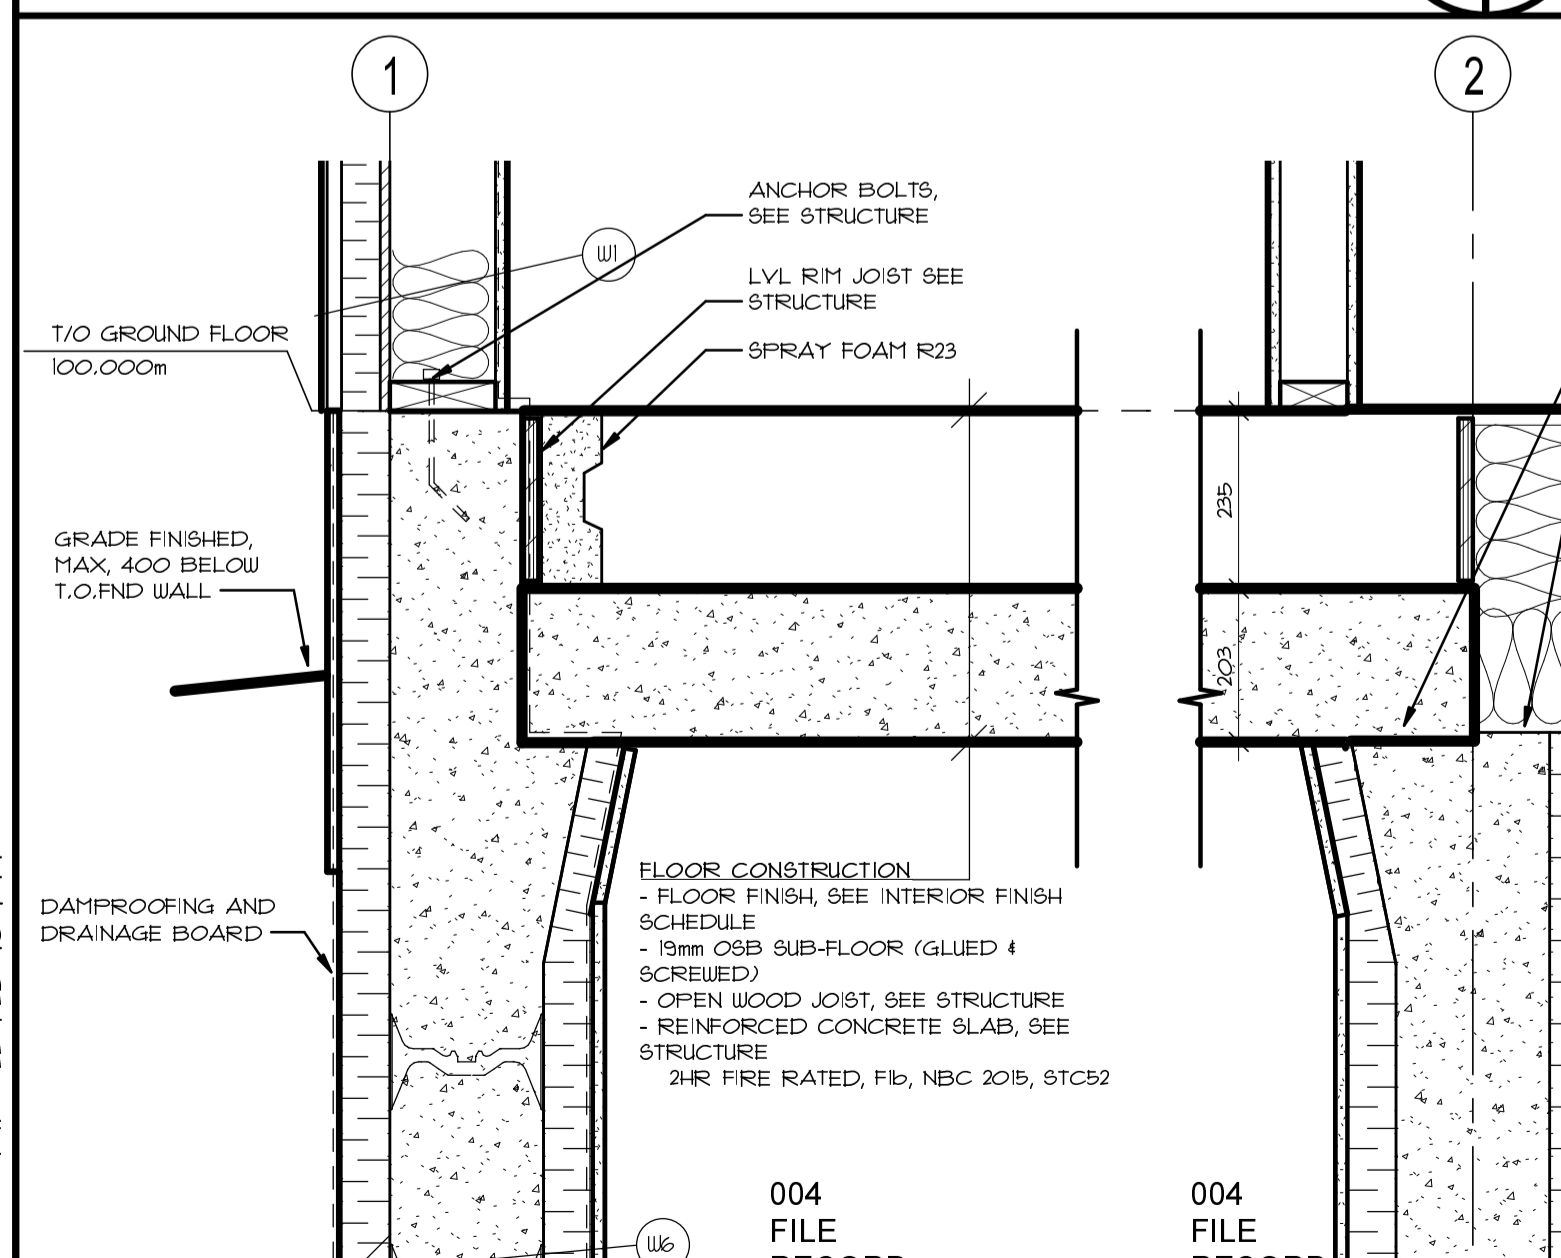 1
2
ANCHOR BOLTS,
SEE STRUCTURE
W1
LVL RIM JOIST SEE
STRUCTURE
T/O GROUND FLOOR
100.000m
SPRAY FOAM R23
235
GRADE FINISHED,
MAX, 400 BELOW
T.O.FND WALL
203
FLOOR CONSTRUCTION
- FLOOR FINISH, SEE INTERIOR FINISH
SCHEDULE
- 19mm OSB SUB-FLOOR (GLUED &
SCREWED)
- OPEN WOOD JOIST, SEE STRUCTURE
- REINFORCED CONCRETE SLAB, SEE
STRUCTURE
2HR FIRE RATED, F1b, NBC 2015, STC52
DAMPROOFING AND
DRAINAGE BOARD
004
FILE
004
FILE
W6